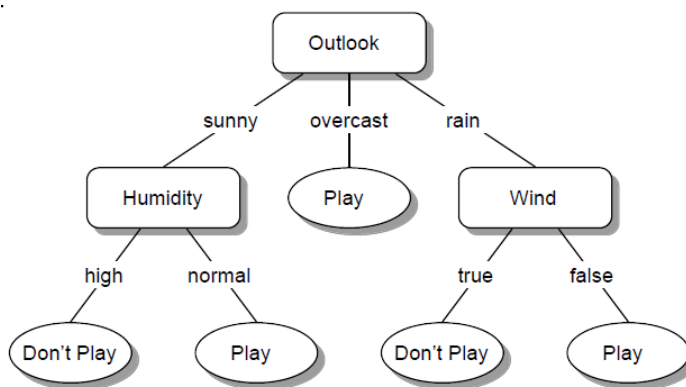 .
Outlook
sunny overcast rain
Humidity Play Wind
high normal true false
Don't Play Play Don't Play Play